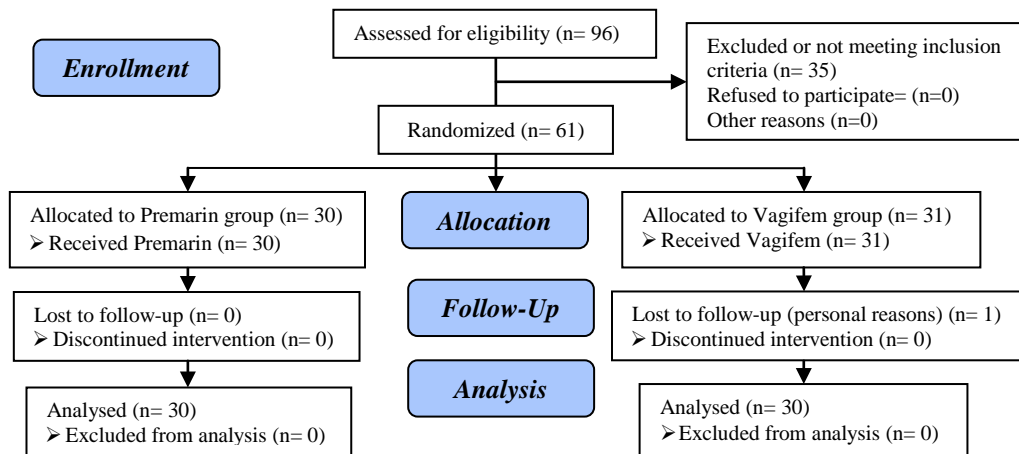 Assessed for eligibility (n= 96)
Enrollment
Excluded or not meeting inclusion
criteria (n= 35)
Refused to participate= (n=0)
Other reasons (n=0)
Randomized (n= 61)
Allocated to Premarin group (n= 30)
➢ Received Premarin (n= 30)
Allocation
Allocated to Vagifem group (n= 31)
➢ Received Vagifem (n= 31)
Lost to follow-up (n= 0)
➢ Discontinued intervention (n= 0)
Follow-Up
Lost to follow-up (personal reasons) (n= 1)
➢ Discontinued intervention (n= 0)
Analysis
Analysed (n= 30)
➢ Excluded from analysis (n= 0)
Analysed (n= 30)
➢ Excluded from analysis (n= 0)